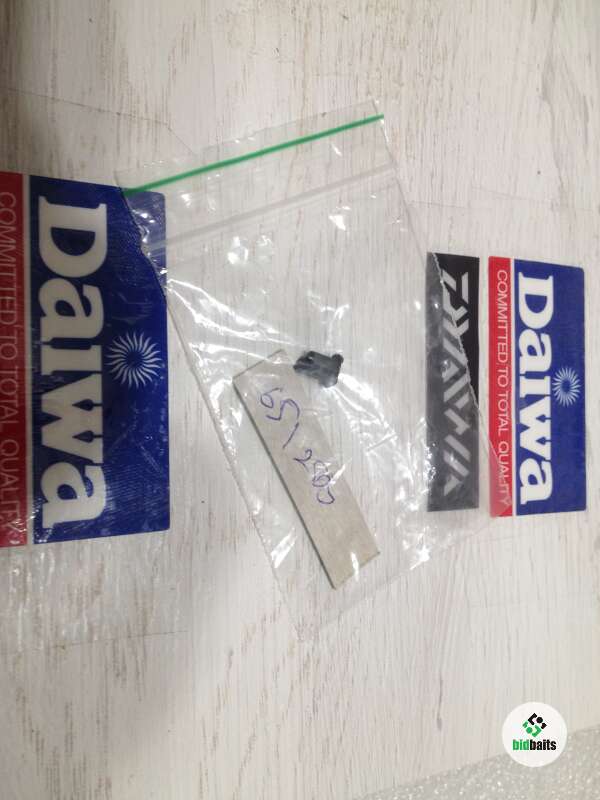 Daiwa
COMMITTED TO TOTAL QUALITY
DAIWA
Daiwa
COMMITTED TO TOTAL QUALITY
bidbaits